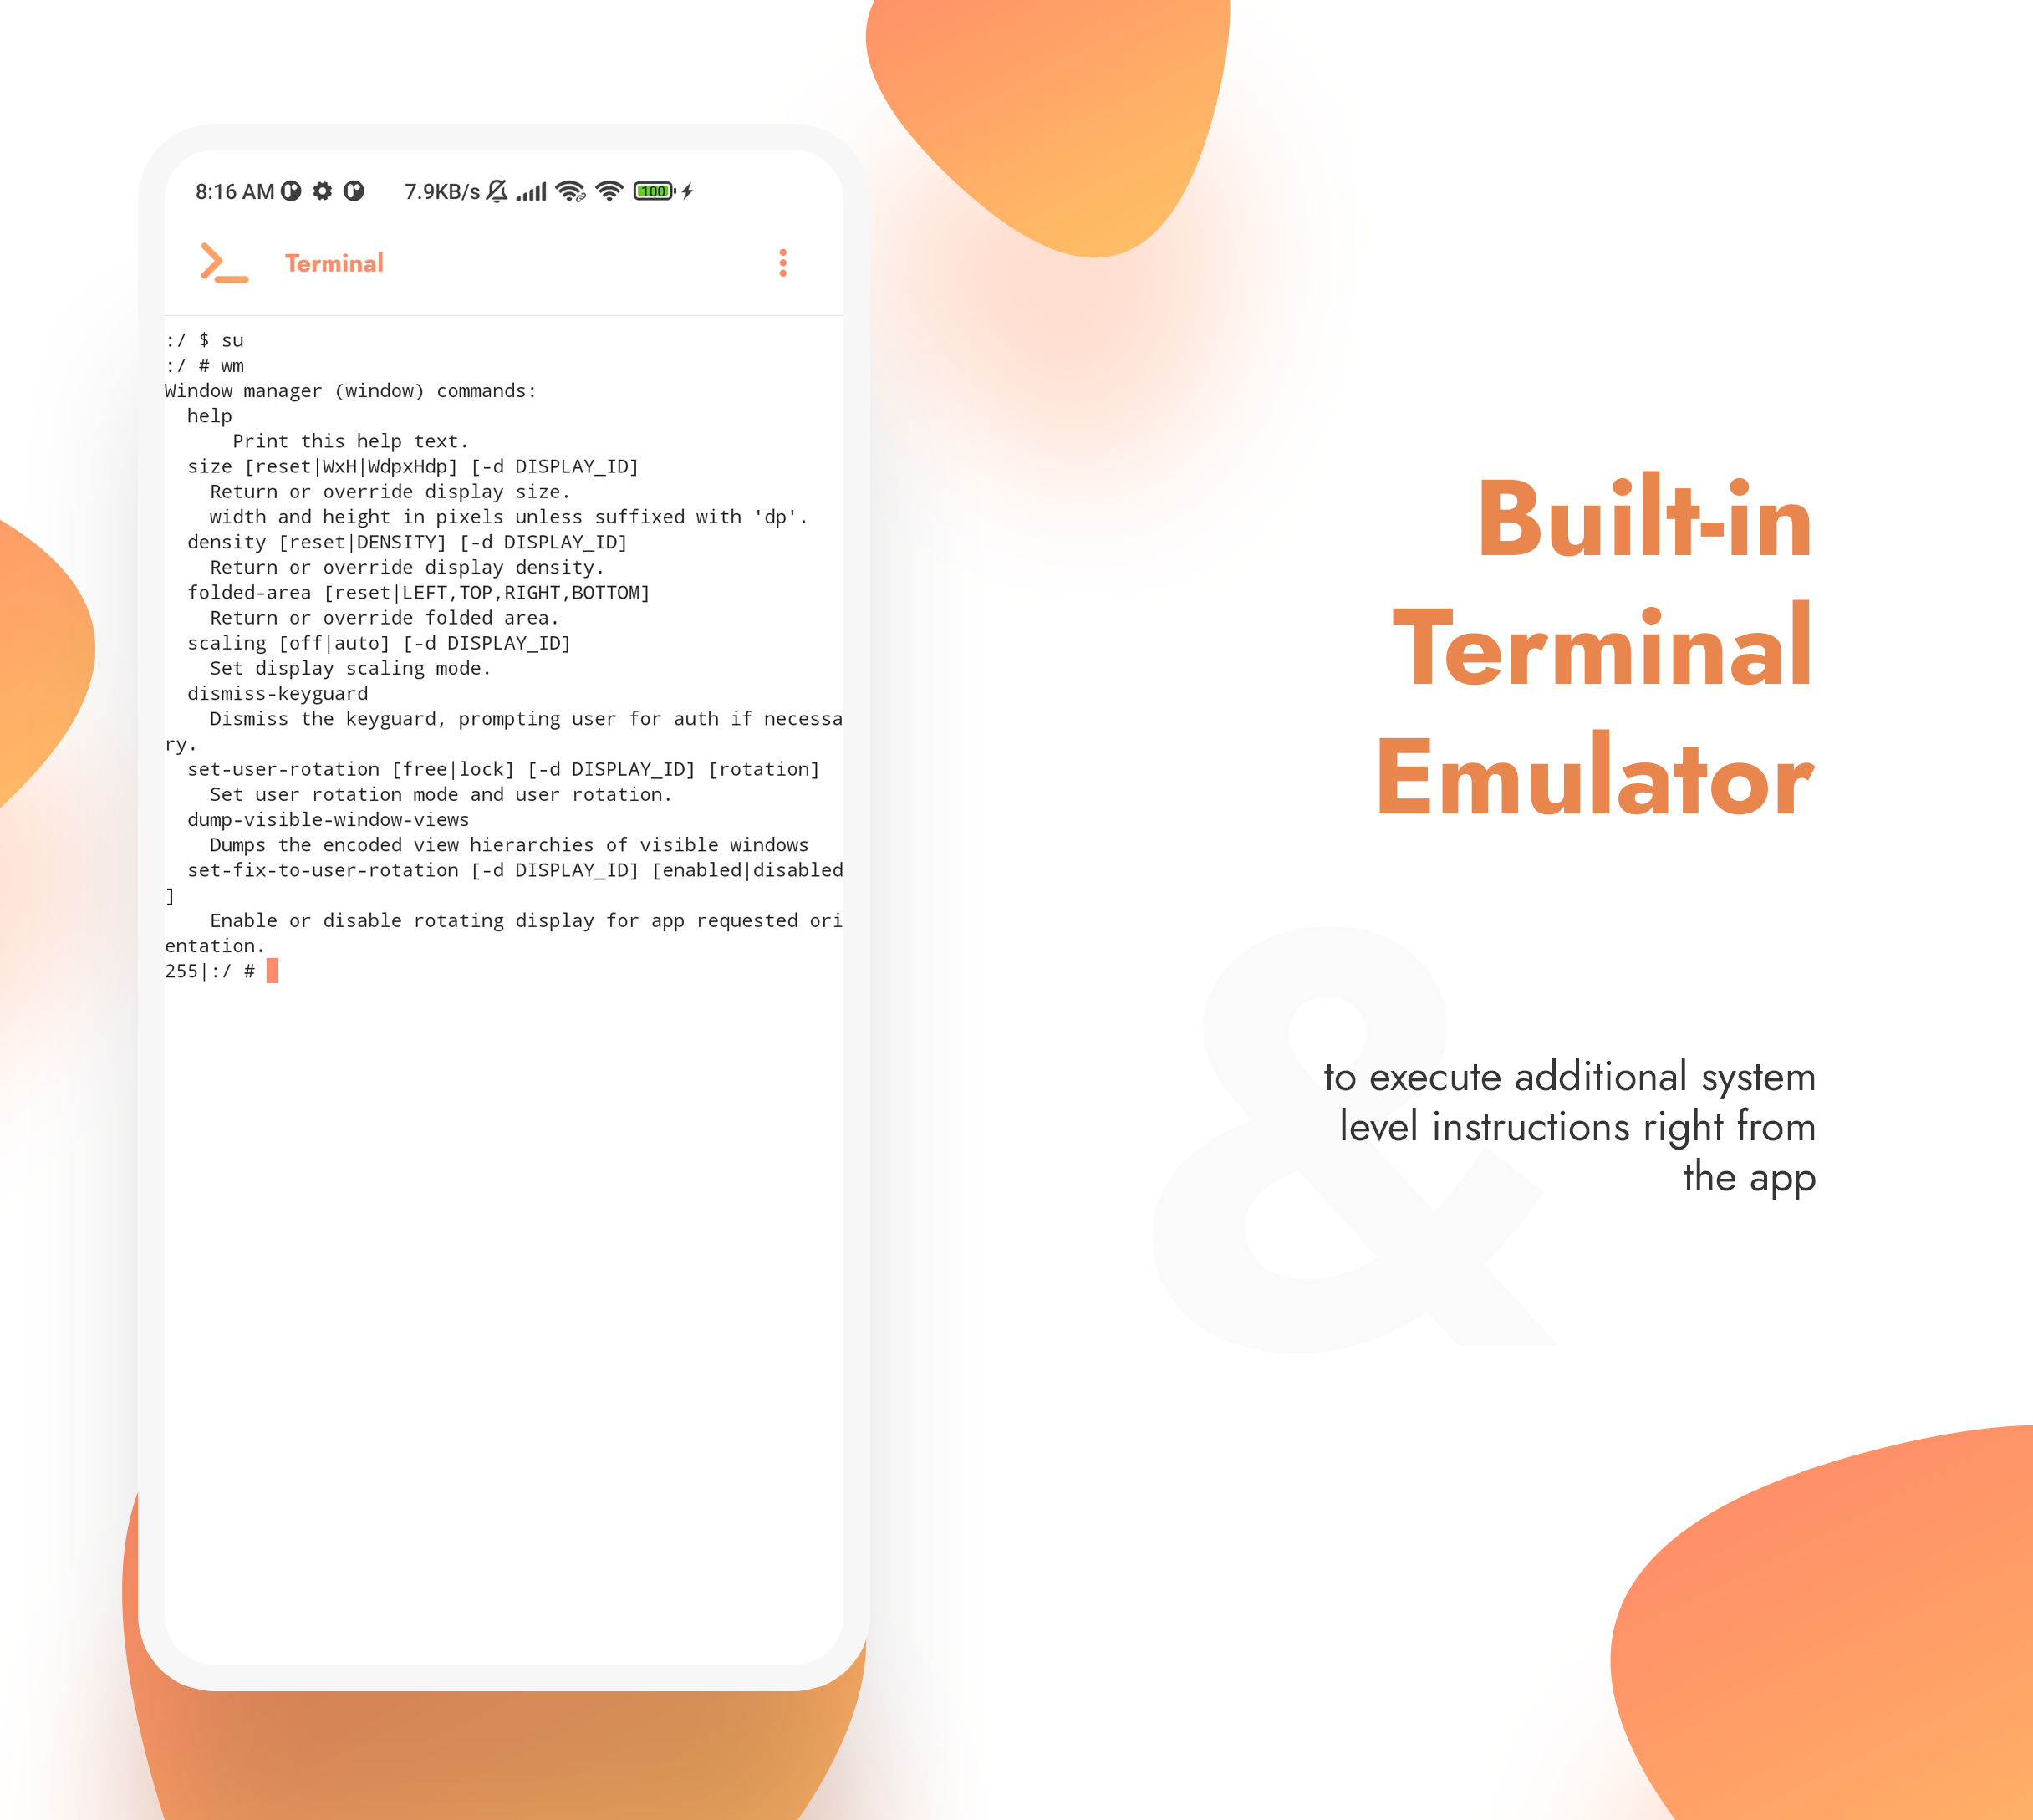 8:16 AM 7.9KB/s 100
Terminal
:/ $ su
:/ # wm
Window manager (window) commands:
  help
      Print this help text.
  size [reset|WxH|WdpxHdp] [-d DISPLAY_ID]
    Return or override display size.
    width and height in pixels unless suffixed with 'dp'.
  density [reset|DENSITY] [-d DISPLAY_ID]
    Return or override display density.
  folded-area [reset|LEFT,TOP,RIGHT,BOTTOM]
    Return or override folded area.
  scaling [off|auto] [-d DISPLAY_ID]
    Set display scaling mode.
  dismiss-keyguard
    Dismiss the keyguard, prompting user for auth if necessa
ry.
  set-user-rotation [free|lock] [-d DISPLAY_ID] [rotation]
    Set user rotation mode and user rotation.
  dump-visible-window-views
    Dumps the encoded view hierarchies of visible windows
  set-fix-to-user-rotation [-d DISPLAY_ID] [enabled|disabled
]
    Enable or disable rotating display for app requested ori
entation.
255|:/ #
Built-in
Terminal
Emulator
&
to execute additional system
level instructions right from
the app